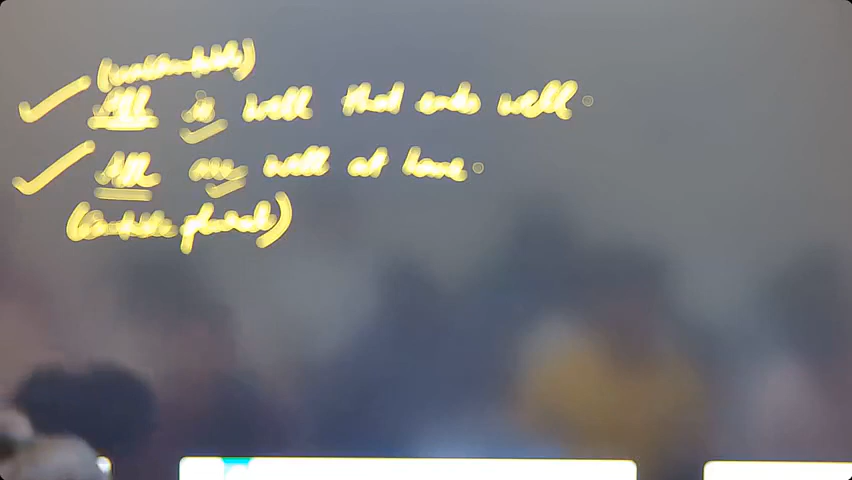 (uncountable)
✓ All is well that ends well.
✓ All are well at home.
(countable plural)